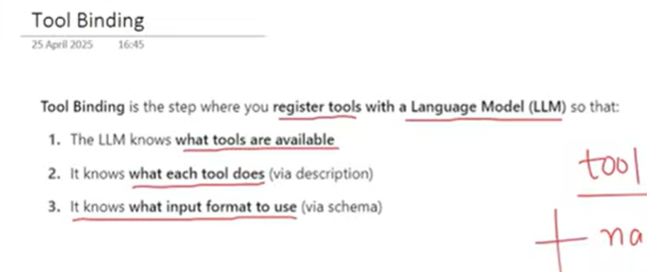 Tool Binding
25 April 2025 16:45
Tool Binding is the step where you register tools with a Language Model (LLM) so that:
1. The LLM knows what tools are available
2. It knows what each tool does (via description)
3. It knows what input format to use (via schema)
tool
na